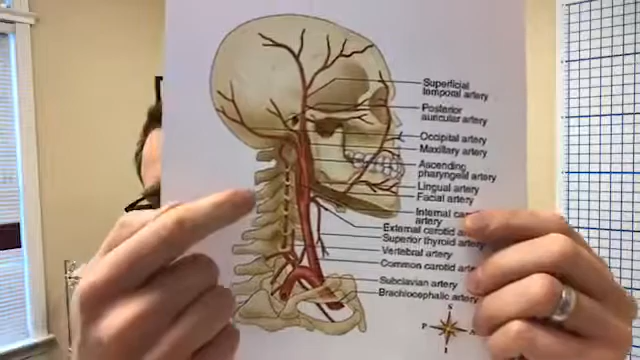 Superficial
temporal artery
Posterior
auricular artery
Occipital artery
Maxillary artery
Ascending
pharyngeal artery
Lingual artery
Facial artery
Internal
artery
External carotid
Superior thyroid artery
Vertebral artery
Common carotid
Subclavian artery
Brachiocephalic artery
S
P A
I